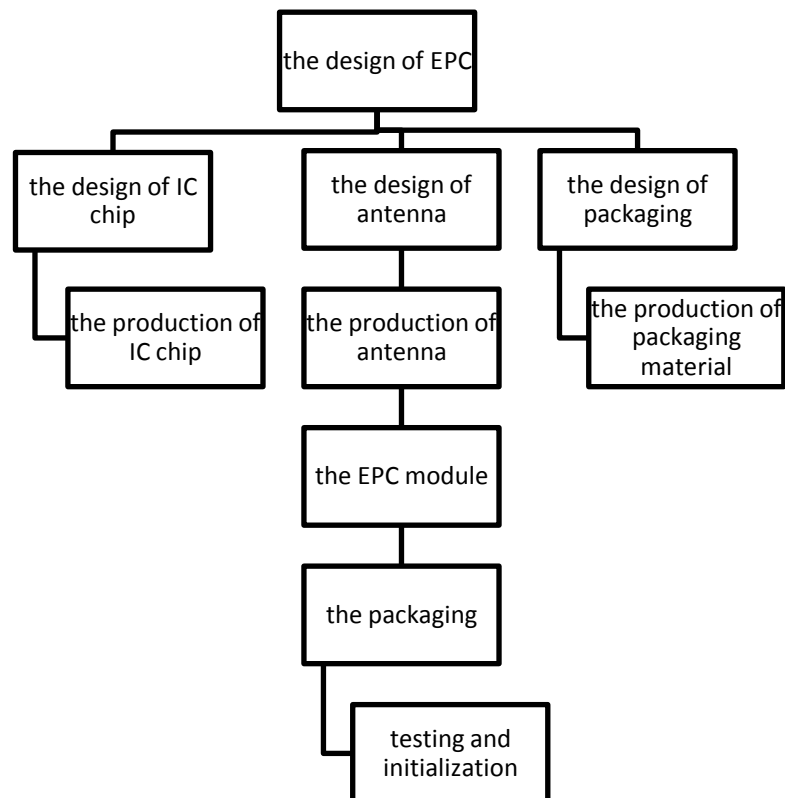 the design of EPC
the design of IC
chip
the design of
antenna
the design of
packaging
the production of
IC chip
the production of
antenna
the production of
packaging
material
the EPC module
the packaging
testing and
initialization